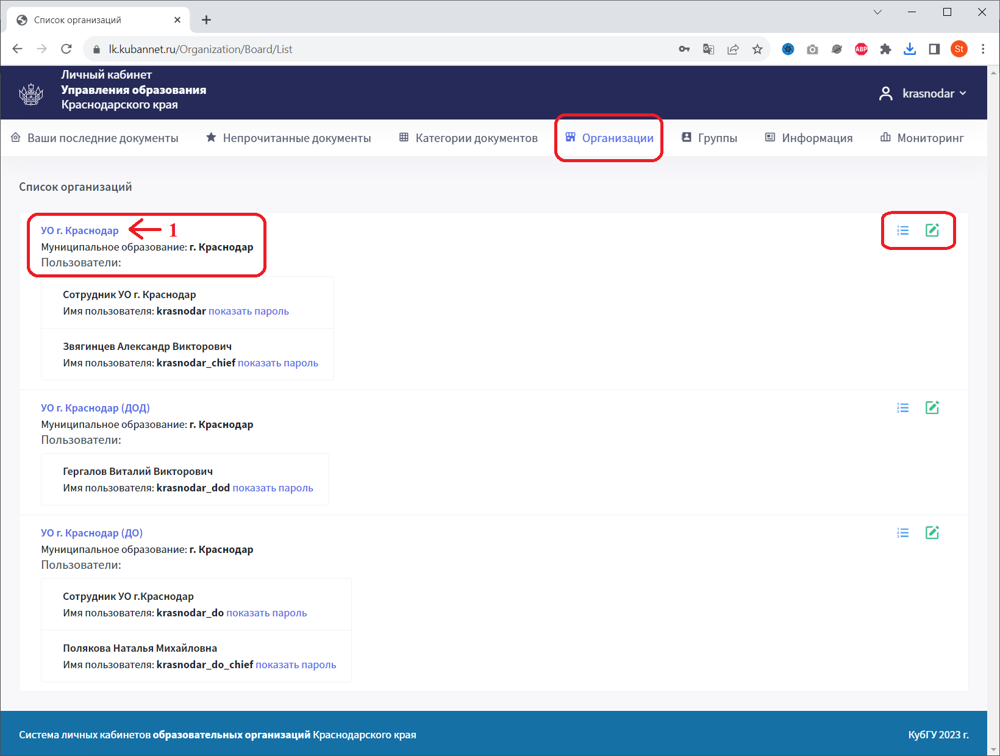 Список организаций
lk.kubannet.ru/Organization/Board/List
ABP
St
Личный кабинет
Управления образования
Краснодарского края
krasnodar
Ваши последние документы
Непрочитанные документы
Категории документов
Организации
Группы
Информация
Мониторинг
Список организаций
УО г. Краснодар
1
Муниципальное образование: г. Краснодар
Пользователи:
Сотрудник УО г. Краснодар
Имя пользователя: krasnodar показать пароль
Звягинцев Александр Викторович
Имя пользователя: krasnodar_chief показать пароль
УО г. Краснодар (ДОД)
Муниципальное образование: г. Краснодар
Пользователи:
Гергалов Виталий Викторович
Имя пользователя: krasnodar_dod показать пароль
УО г. Краснодар (ДО)
Муниципальное образование: г. Краснодар
Пользователи:
Сотрудник УО г.Краснодар
Имя пользователя: krasnodar_do показать пароль
Полякова Наталья Михайловна
Имя пользователя: krasnodar_do_chief показать пароль
Система личных кабинетов образовательных организаций Краснодарского края
КубГУ 2023 г.